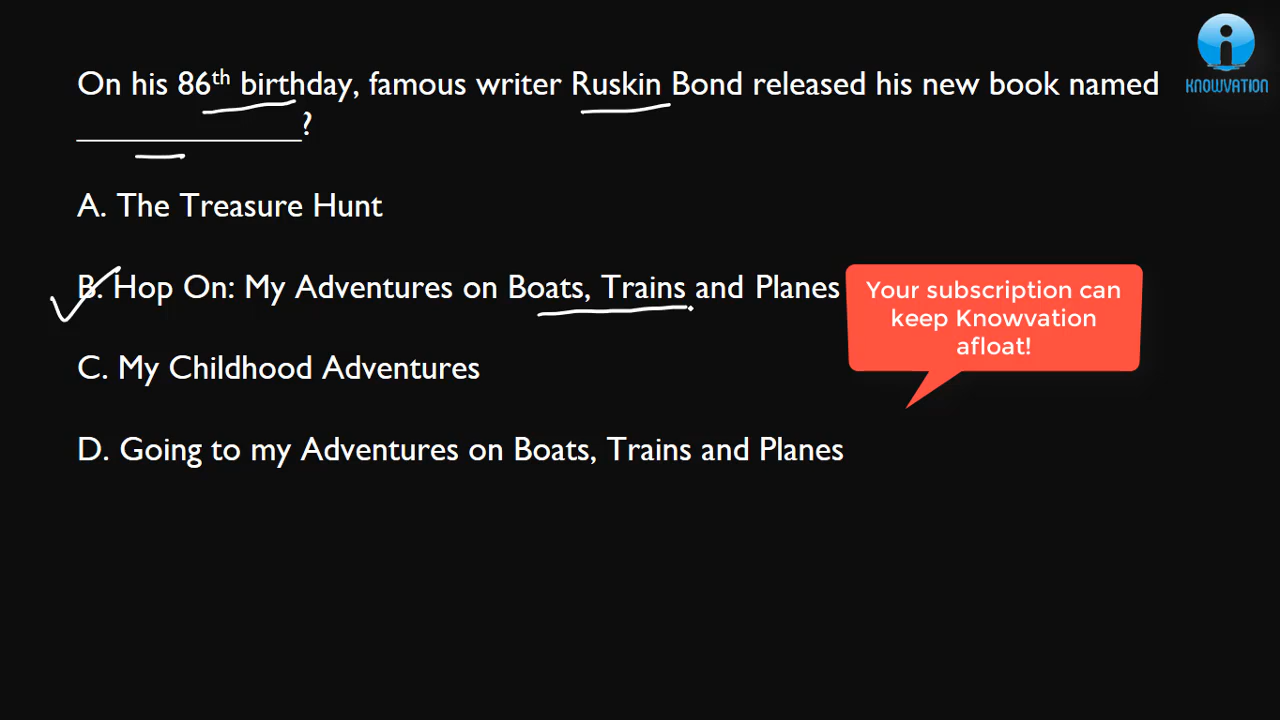 On his 86th birthday, famous writer Ruskin Bond released his new book named
____________________?
A. The Treasure Hunt
B. Hop On: My Adventures on Boats, Trains and Planes
C. My Childhood Adventures
D. Going to my Adventures on Boats, Trains and Planes
Your subscription can
keep Knowvation
afloat!
KNOWVATION